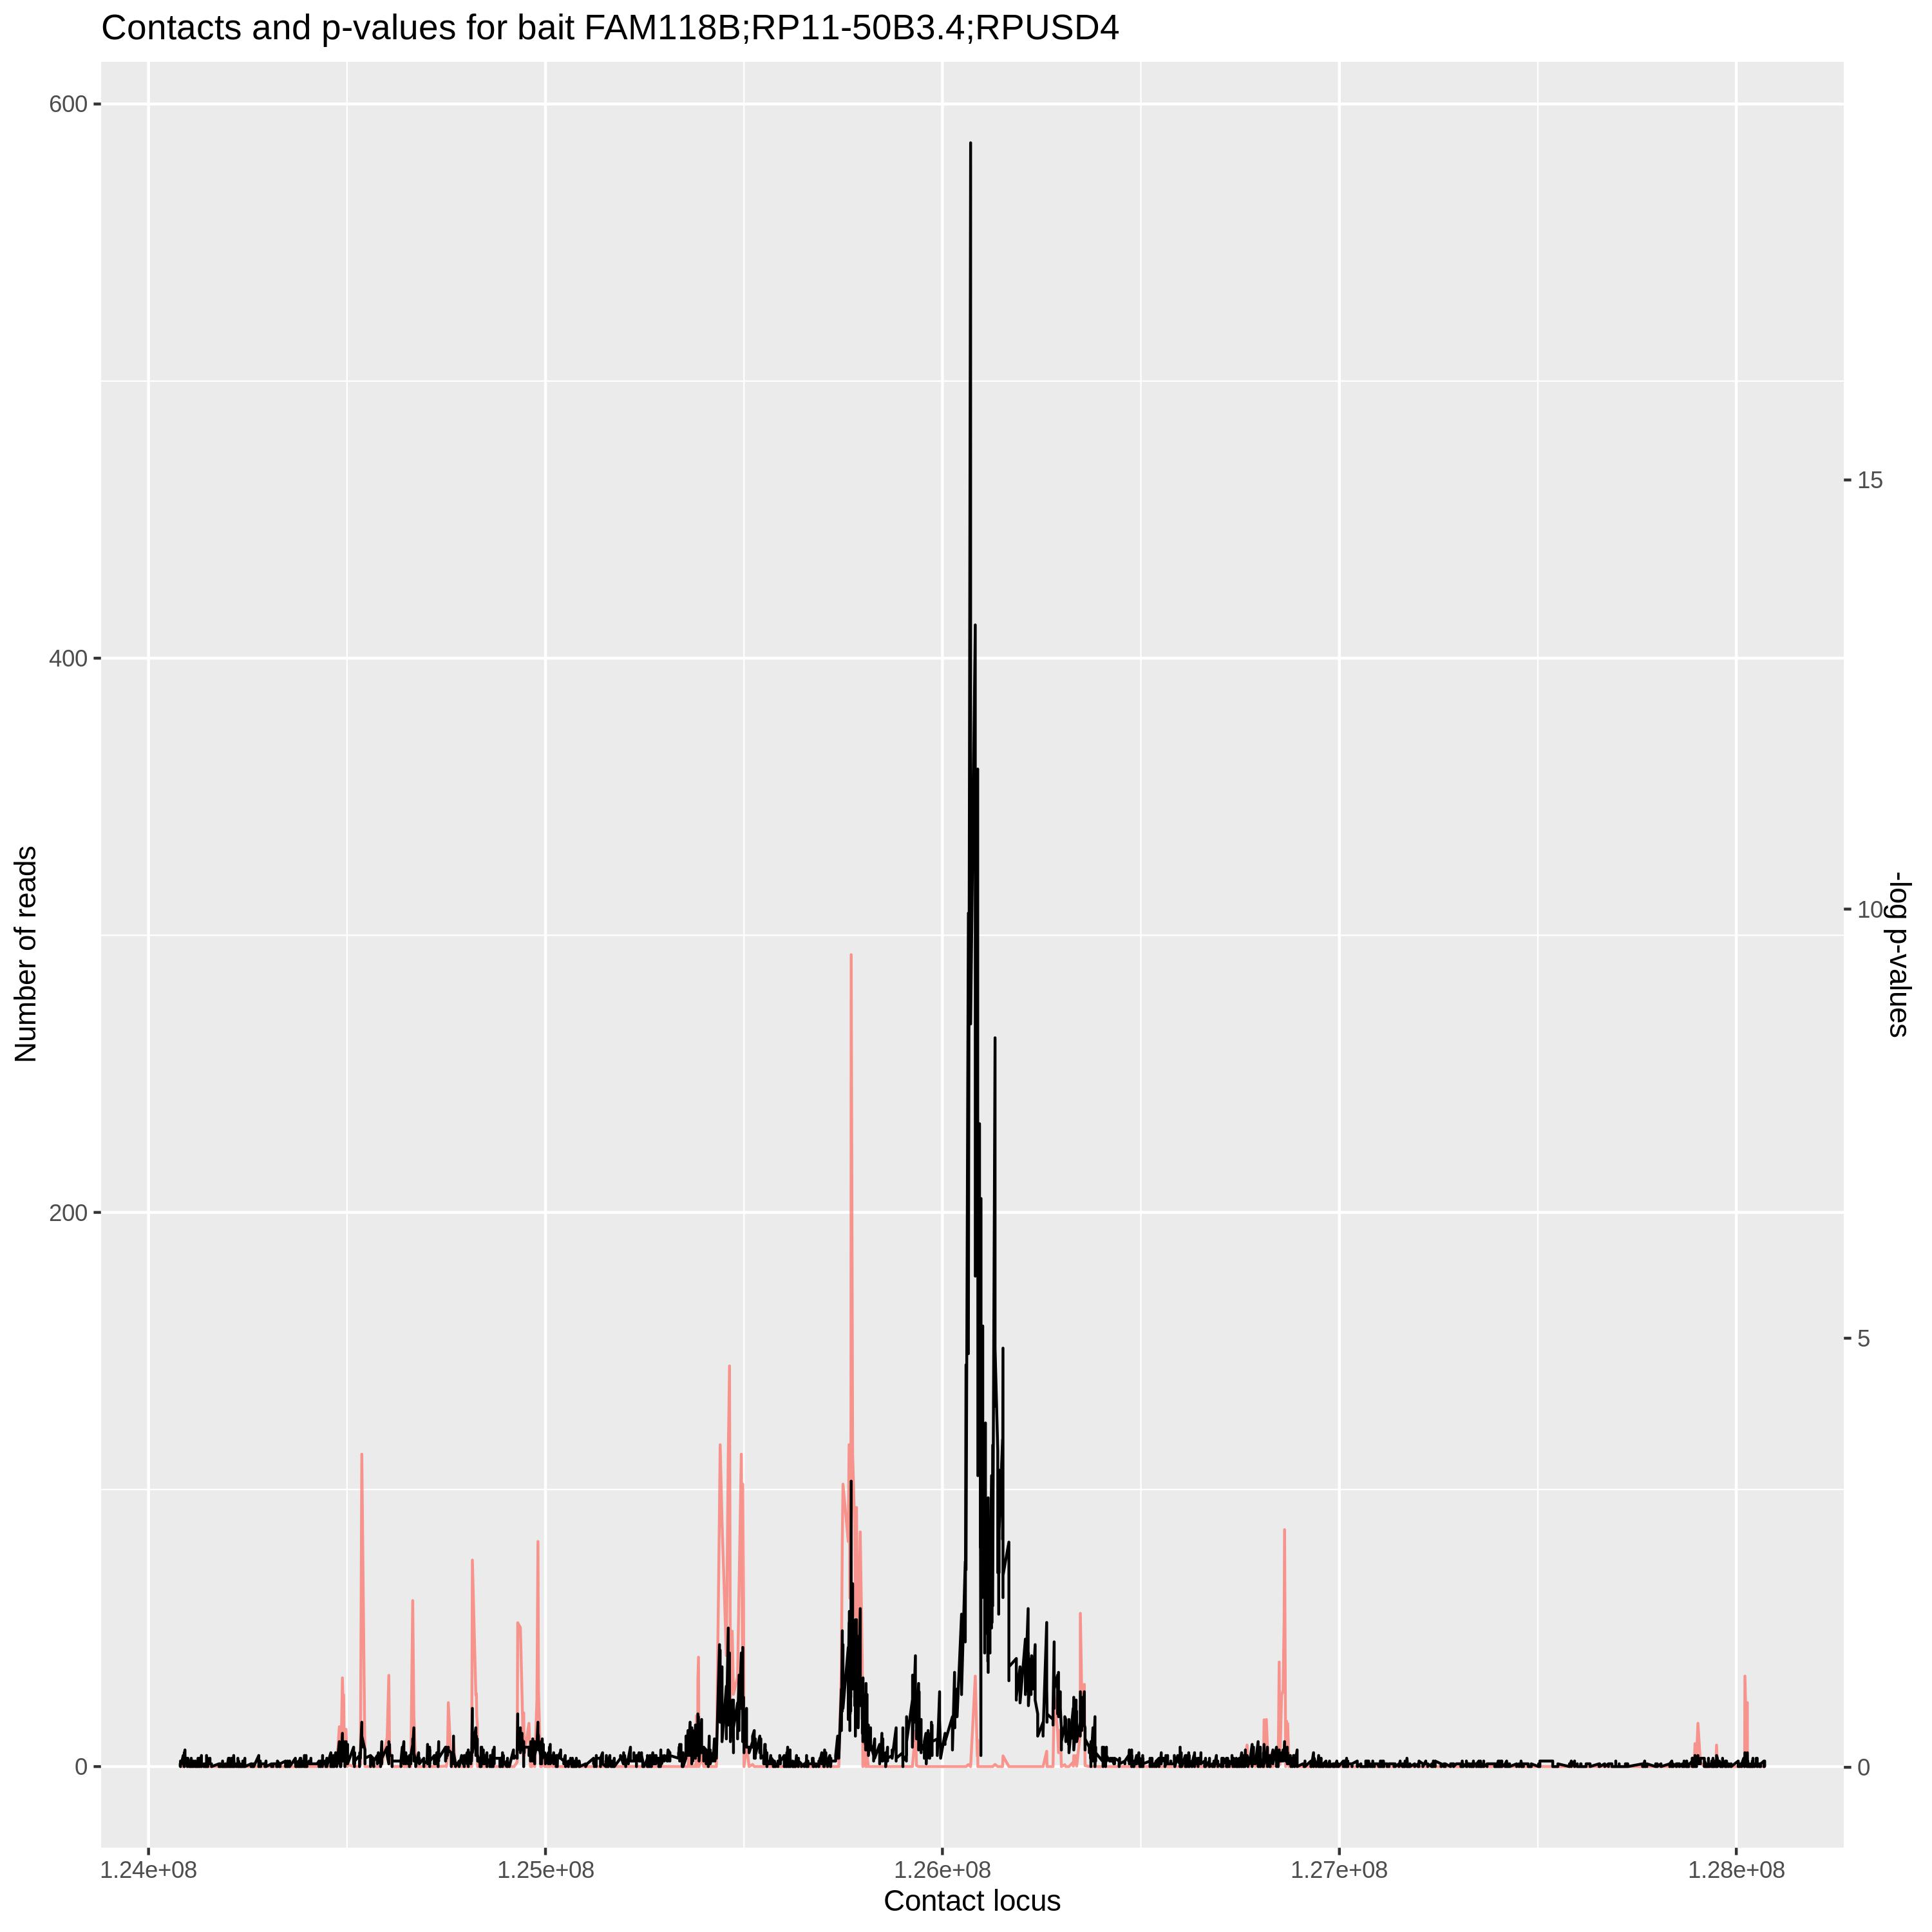 Contacts and p-values for bait FAM118B;RP11-50B3.4;RPUSD4
600
400
200
0
Number of reads
15
10
5
0
-log p-values
1.24e+08
1.25e+08
1.26e+08
1.27e+08
1.28e+08
Contact locus